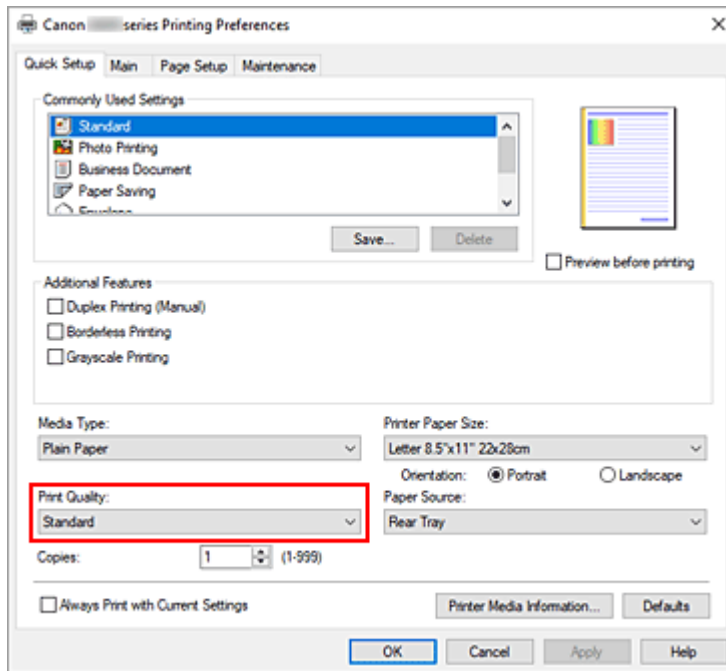 Canon series Printing Preferences
Quick Setup Main Page Setup Maintenance
Commonly Used Settings
Standard
Photo Printing
Business Document
Paper Saving
Envelope
Save... Delete
Preview before printing
Additional Features
Duplex Printing (Manual)
Borderless Printing
Grayscale Printing
Media Type: Printer Paper Size:
Plain Paper Letter 8.5"x11" 22x28cm
Orientation: Portrait Landscape
Print Quality: Paper Source:
Standard Rear Tray
Copies: 1 (1-999)
Always Print with Current Settings Printer Media Information... Defaults
OK Cancel Apply Help